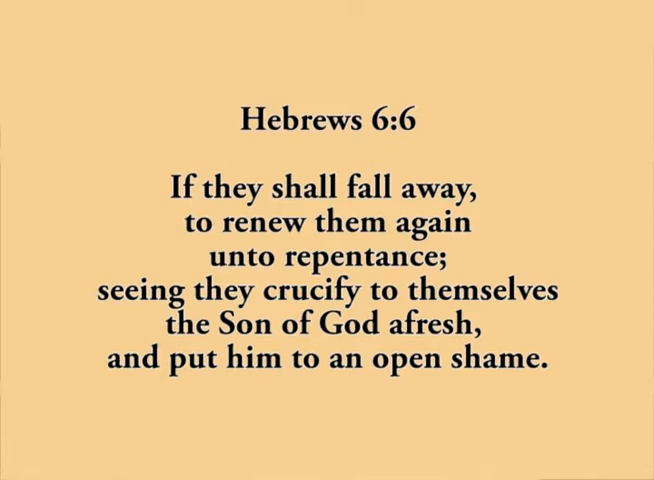 Hebrews 6:6
If they shall fall away,
to renew them again
unto repentance;
seeing they crucify to themselves
the Son of God afresh,
and put him to an open shame.